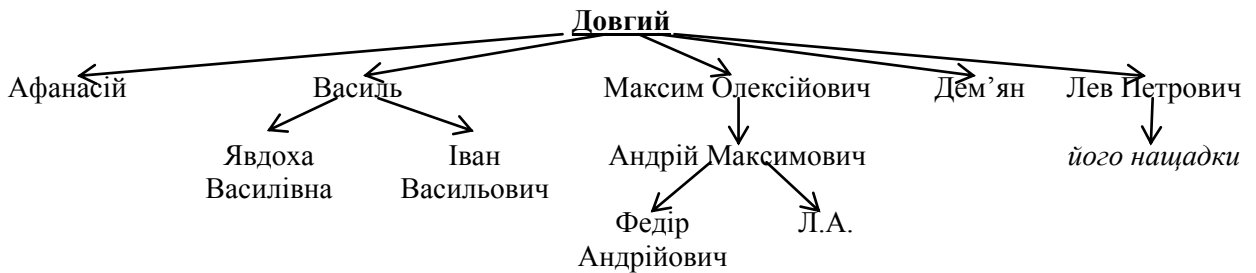 Довгий
Афанасій Василь Максим Олексійович Дем’ян Лев Петрович
Явдоха Іван Андрій Максимович його нащадки
Василівна Васильович
Федір Л.А.
Андрійович